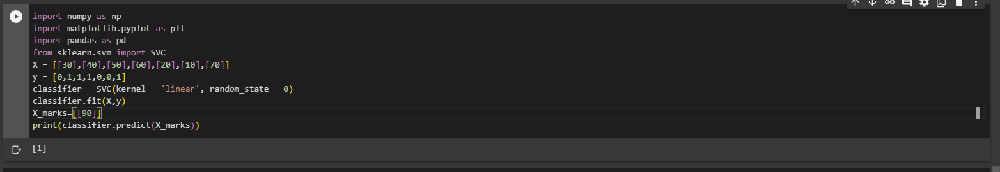 import numpy as np
import matplotlib.pyplot as plt
import pandas as pd
from sklearn.svm import SVC
X = [[30],[40],[50],[60],[20],[10],[70]]
y = [0,1,1,1,0,0,1]
classifier = SVC(kernel = 'linear', random_state = 0)
classifier.fit(X,y)
X_marks=[[90]]
print(classifier.predict(X_marks))
[1]